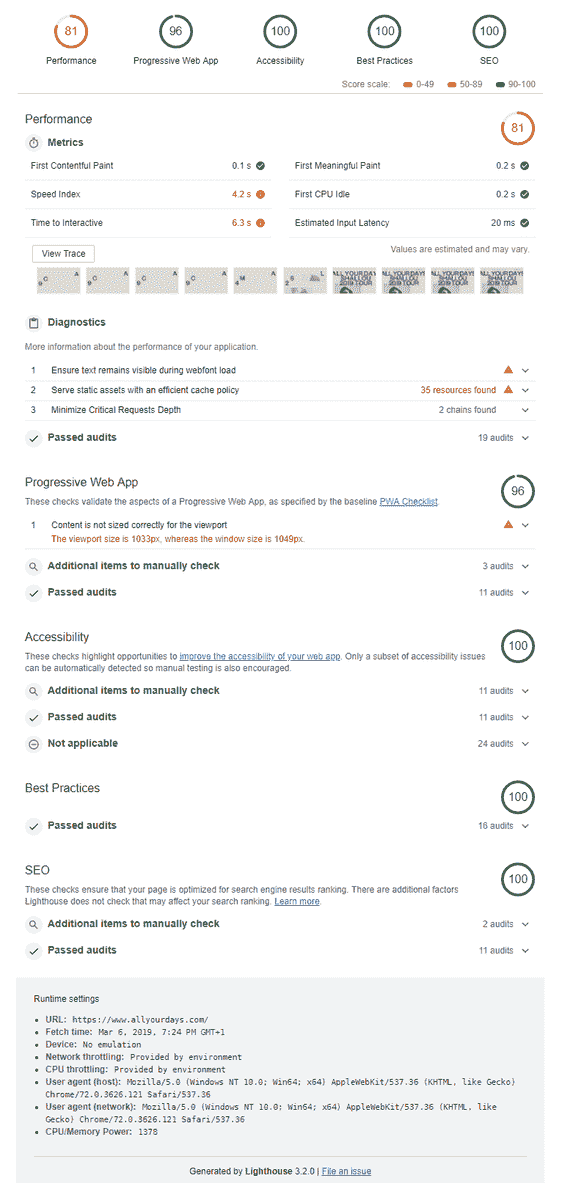 81 96 100 100 100
Performance Progressive Web App Accessibility Best Practices SEO
Score scale: 0-49 50-89 90-100
Performance
81
Metrics
First Contentful Paint 0.1 s First Meaningful Paint 0.2 s
Speed Index 4.2 s First CPU Idle 0.2 s
Time to Interactive 6.3 s Estimated Input Latency 20 ms
View Trace Values are estimated and may vary.
ALL YOUR DAYS
SHALLOU
2019 TOUR
Diagnostics
More information about the performance of your application.
1 Ensure text remains visible during webfont load
2 Serve static assets with an efficient cache policy 35 resources found
3 Minimize Critical Requests Depth 2 chains found
Passed audits 19 audits
Progressive Web App 96
These checks validate the aspects of a Progressive Web App, as specified by the baseline PWA Checklist.
1 Content is not sized correctly for the viewport
The viewport size is 1033px, whereas the window size is 1049px.
Additional items to manually check 3 audits
Passed audits 11 audits
Accessibility 100
These checks highlight opportunities to improve the accessibility of your web app. Only a subset of accessibility issues
can be automatically detected so manual testing is also encouraged.
Additional items to manually check 11 audits
Passed audits 11 audits
Not applicable 24 audits
Best Practices 100
Passed audits 16 audits
SEO 100
These checks ensure that your page is optimized for search engine results ranking. There are additional factors
Lighthouse does not check that may affect your search ranking. Learn more.
Additional items to manually check 2 audits
Passed audits 11 audits
Runtime settings
URL: https://www.allyourdays.com/
Fetch time: Mar 6, 2019, 7:24 PM GMT+1
Device: No emulation
Network throttling: Provided by environment
CPU throttling: Provided by environment
User agent (host): Mozilla/5.0 (Windows NT 10.0; Win64; x64) AppleWebKit/537.36 (KHTML, like Gecko)
Chrome/72.0.3626.121 Safari/537.36
User agent (network): Mozilla/5.0 (Windows NT 10.0; Win64; x64) AppleWebKit/537.36 (KHTML, like
Gecko) Chrome/72.0.3626.121 Safari/537.36
CPU/Memory Power: 1378
Generated by Lighthouse 3.2.0 | File an issue